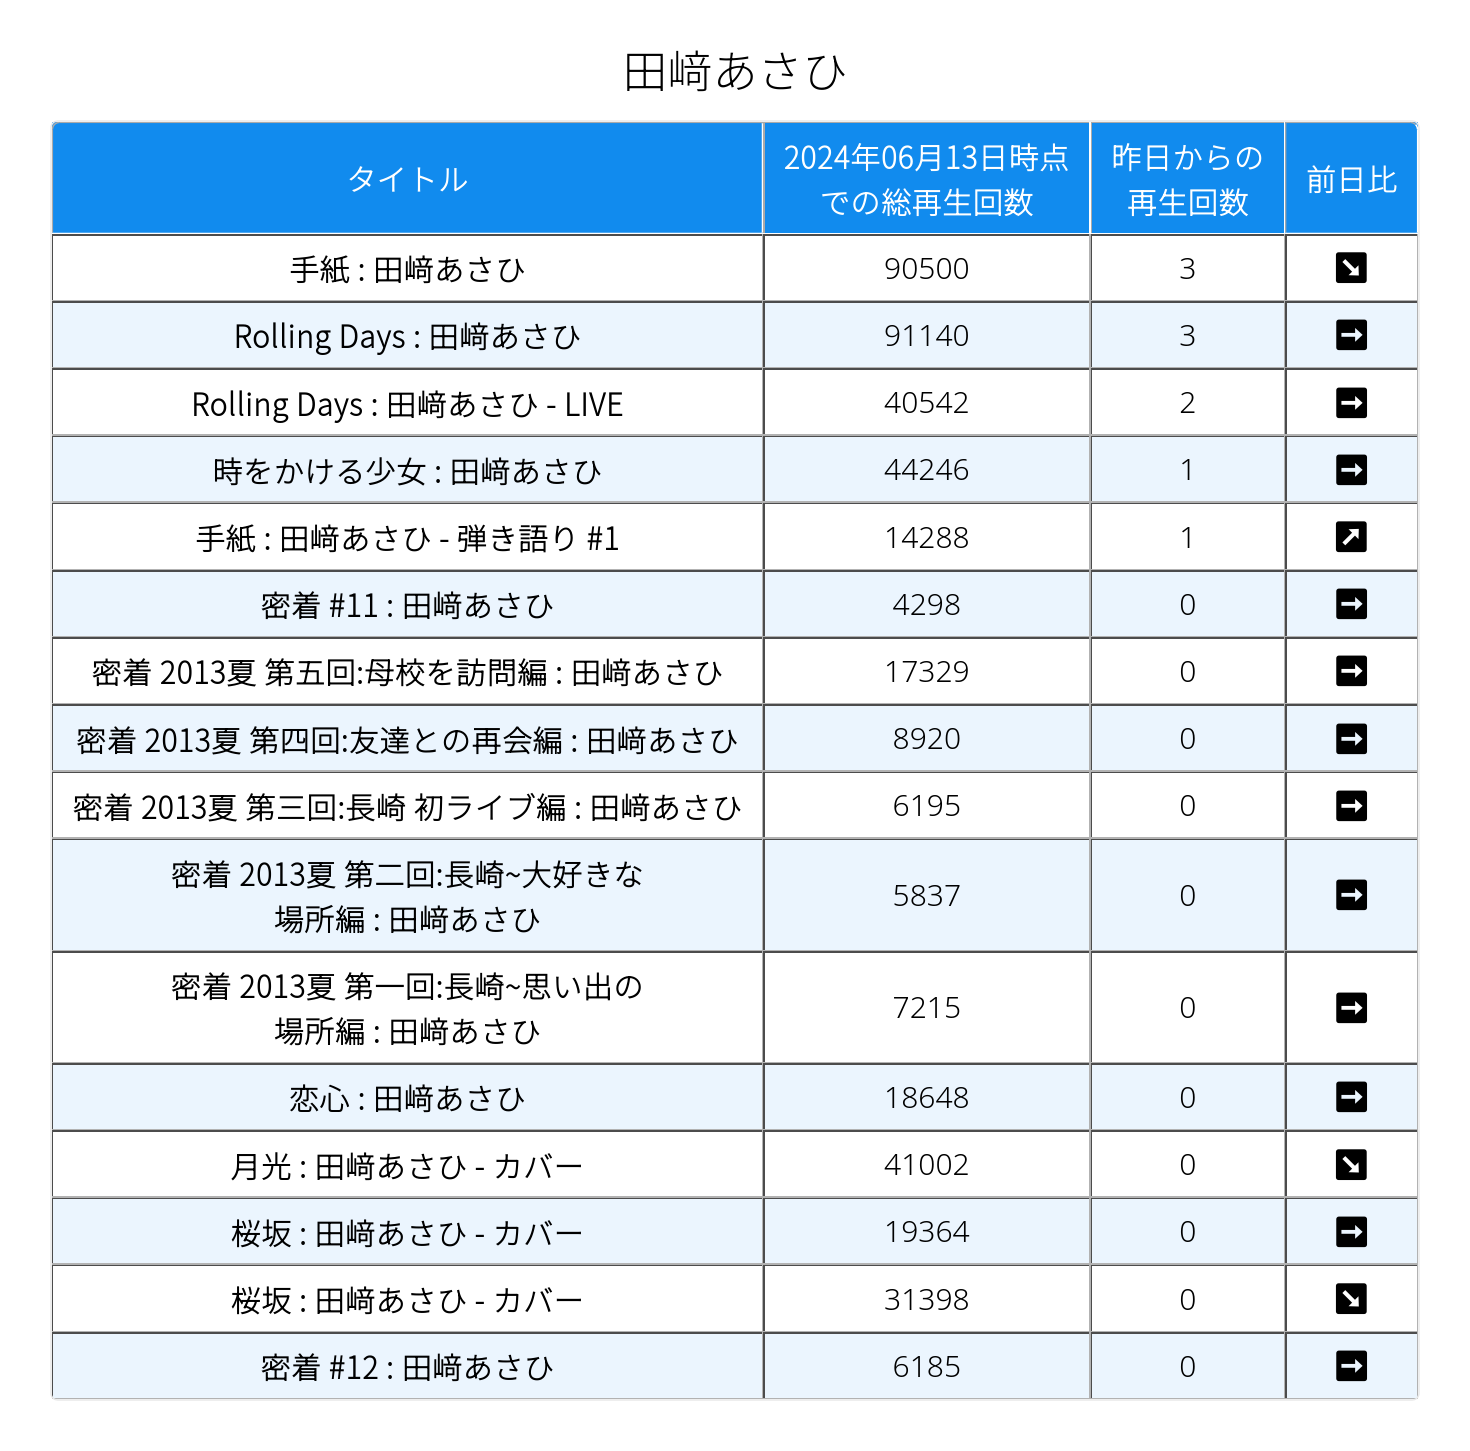 田﨑あさひ
タイトル
2024年06月13日時点
での総再生回数
昨日からの
再生回数
前日比
手紙 : 田﨑あさひ
90500
3
Rolling Days : 田﨑あさひ
91140
3
Rolling Days : 田﨑あさひ - LIVE
40542
2
時をかける少女 : 田﨑あさひ
44246
1
手紙 : 田﨑あさひ - 弾き語り #1
14288
1
密着 #11 : 田﨑あさひ
4298
0
密着 2013夏 第五回:母校を訪問編 : 田﨑あさひ
17329
0
密着 2013夏 第四回:友達との再会編 : 田﨑あさひ
8920
0
密着 2013夏 第三回:長崎 初ライブ編 : 田﨑あさひ
6195
0
密着 2013夏 第二回:長崎~大好きな
場所編 : 田﨑あさひ
5837
0
密着 2013夏 第一回:長崎~思い出の
場所編 : 田﨑あさひ
7215
0
恋心 : 田﨑あさひ
18648
0
月光 : 田﨑あさひ - カバー
41002
0
桜坂 : 田﨑あさひ - カバー
19364
0
桜坂 : 田﨑あさひ - カバー
31398
0
密着 #12 : 田﨑あさひ
6185
0